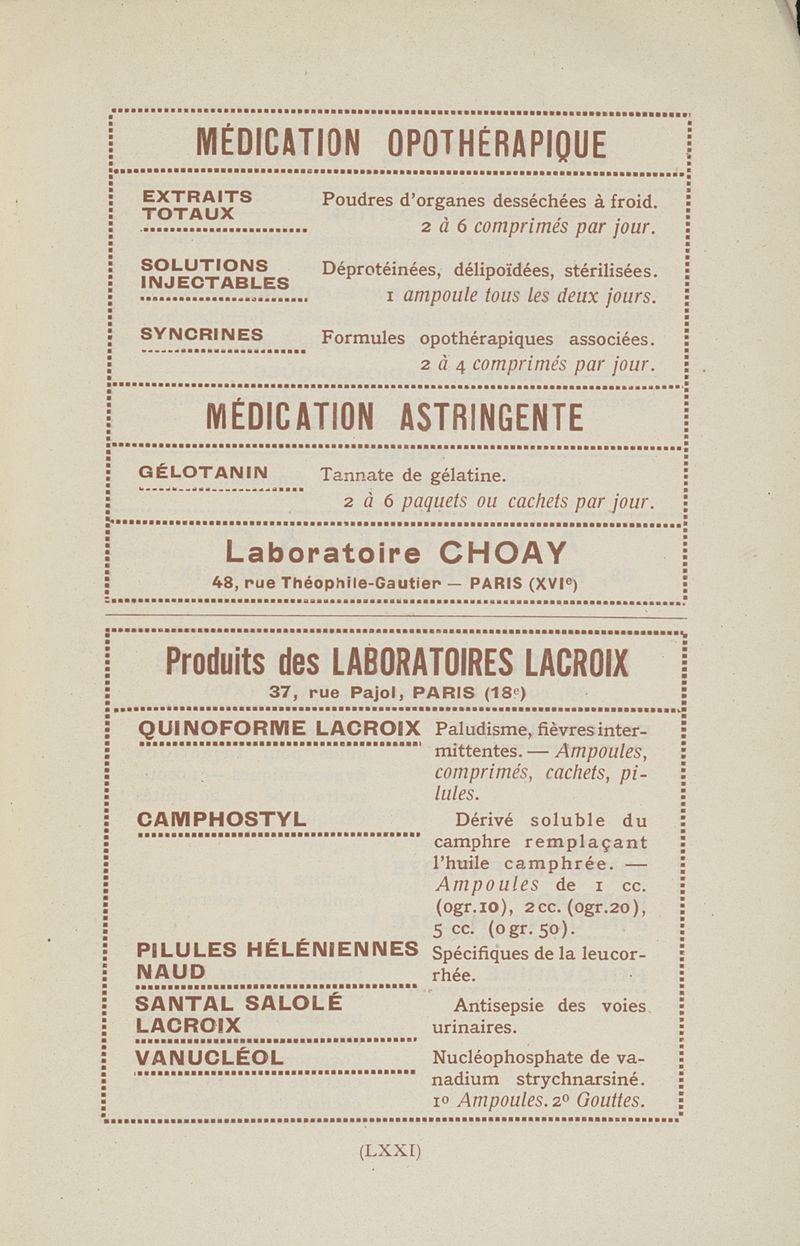 MÉDICATION OPOTHÉRAPIQUE
EXTRAITS
TOTAUX
Poudres d'organes desséchées à froid.
2 à 6 comprimés par jour.
SOLUTIONS
INJECTABLES
Déprotéinées, délipoïdées, stérilisées.
1 ampoule tous les deux jours.
SYNCRINES
Formules opothérapiques associées.
2 à 4 comprimés par jour.
MÉDICATION ASTRINGENTE
GÉLOTANIN
Tannate de gélatine.
2 à 6 paquets ou cachets par jour.
Laboratoire CHOAY
48, rue Théophile-Gautier — PARIS (XVIe)
Produits des LABORATOIRES LACROIX
37, rue Pajol, PARIS (18e)
QUINOFORME LACROIX
Paludisme, fièvres inter-
mittentes. — Ampoules,
comprimés, cachets, pi-
lules.
CAMPHOSTYL
Dérivé soluble du
camphre remplaçant
l'huile camphrée. —
Ampoules de 1 cc.
(0gr.10), 2 cc. (0gr.20),
5 cc. (0 gr. 50).
PILULES HÉLÉNIENNES
NAUD
Spécifiques de la leucor-
rhée.
SANTAL SALOLÉ
LACROIX
Antisepsie des voies
urinaires.
VANUCLÉOL
Nucléophosphate de va-
nadium strychnarsiné.
1º Ampoules. 2º Gouttes.
(LXXI)